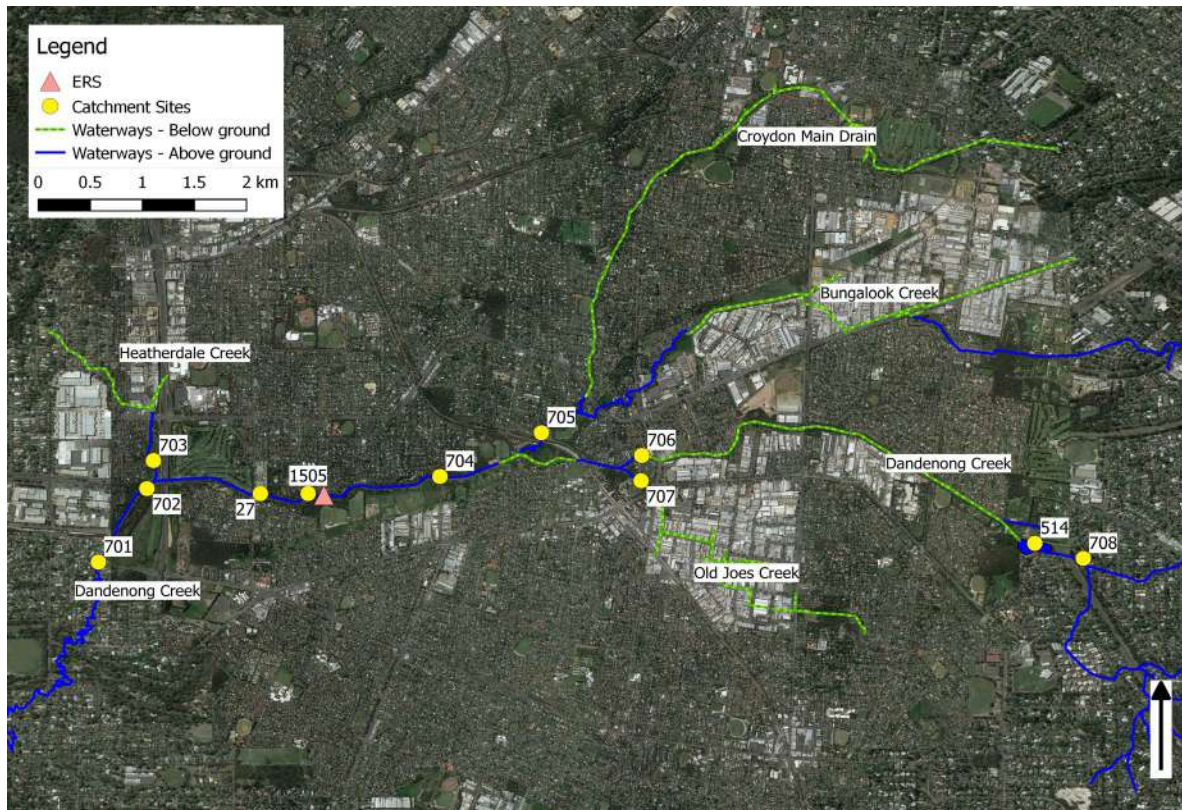 Legend
ERS
Catchment Sites
Waterways - Below ground
Waterways - Above ground
0 0.5 1 1.5 2 km
Croydon Main Drain
Bungalook Creek
Heatherdale Creek
705
703
706
704
1505
Dandenong Creek
702
27
707
514
708
701
Old Joes Creek
Dandenong Creek